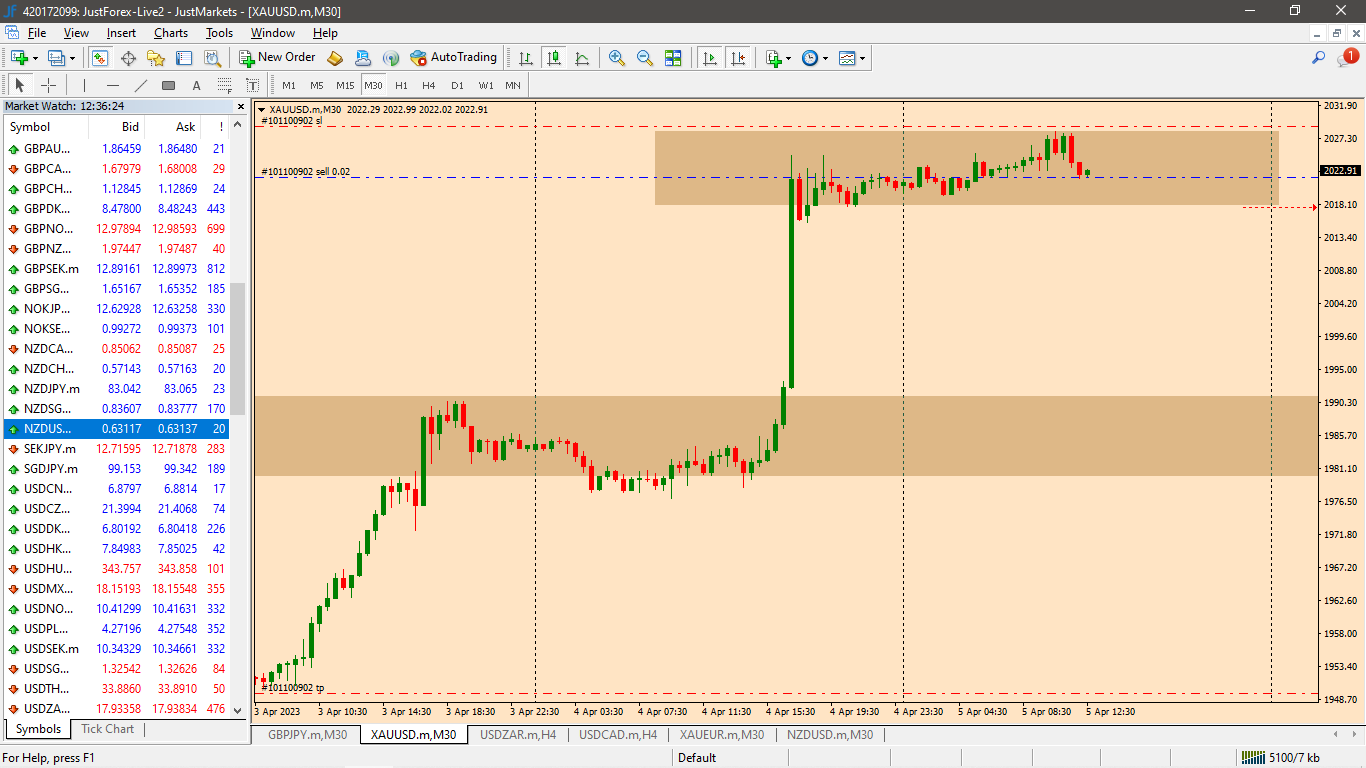 420172099: JustForex-Live2 - JustMarkets - [XAUUSD.m,M30]
File View Insert Charts Tools Window Help
New Order AutoTrading 1
A T M1 M5 M15 M30 H1 H4 D1 W1 MN
Market Watch: 12:36:24
Symbol Bid Ask !
GBPAU... 1.86459 1.86480 21
GBPCA... 1.67979 1.68008 29
GBPCH... 1.12845 1.12869 24
GBPDK... 8.47800 8.48243 443
GBPNO... 12.97894 12.98593 699
GBPNZ... 1.97447 1.97487 40
GBPSEK.m 12.89161 12.89973 812
GBPSG... 1.65167 1.65352 185
NOKJP... 12.62928 12.63258 330
NOKSE... 0.99272 0.99373 101
NZDCA... 0.85062 0.85087 25
NZDCH... 0.57143 0.57163 20
NZDJPY.m 83.042 83.065 23
NZDSG... 0.83607 0.83777 170
NZDUS... 0.63117 0.63137 20
SEKJPY.m 12.71595 12.71878 283
SGDJPY.m 99.153 99.342 189
USDCN... 6.8797 6.8814 17
USDCZ... 21.3994 21.4068 74
USDDK... 6.80192 6.80418 226
USDHK... 7.84983 7.85025 42
USDHU... 343.757 343.858 101
USDMX... 18.15193 18.15548 355
USDNO... 10.41299 10.41631 332
USDPL... 4.27196 4.27548 352
USDSEK.m 10.34329 10.34661 332
USDSG... 1.32542 1.32626 84
USDTH... 33.8860 33.8910 50
USDZA... 17.93358 17.93834 476
Symbols Tick Chart
XAUUSD.m,M30 2022.29 2022.99 2022.02 2022.91
#101100902 sl
#101100902 sell 0.02
#101100902 tp
2031.90
2027.30
2022.91
2018.10
2013.40
2008.80
2004.20
1999.60
1995.00
1990.30
1985.70
1981.10
1976.50
1971.80
1967.20
1962.60
1958.00
1953.40
1948.70
3 Apr 2023 3 Apr 10:30 3 Apr 14:30 3 Apr 18:30 3 Apr 22:30 4 Apr 03:30 4 Apr 07:30 4 Apr 11:30 4 Apr 15:30 4 Apr 19:30 4 Apr 23:30 5 Apr 04:30 5 Apr 08:30 5 Apr 12:30
GBPJPY.m,M30 XAUUSD.m,M30 USDZAR.m,H4 USDCAD.m,H4 XAUEUR.m,M30 NZDUSD.m,M30
For Help, press F1 Default 5100/7 kb